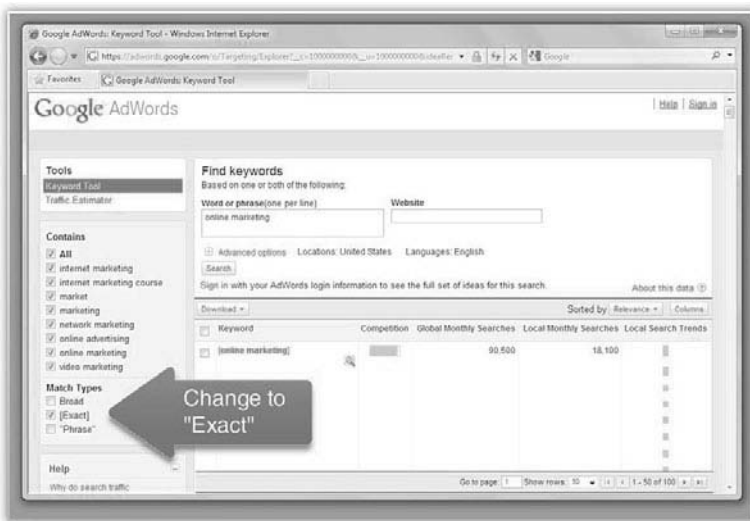 Google AdWords: Keyword Tool - Windows Internet Explorer
Google
Favorites Google AdWords: Keyword Tool
Google AdWords
Help | Sign in
Tools
Keyword Tool
Traffic Estimator
Contains
All
internet marketing
internet marketing course
market
marketing
network marketing
online advertising
online marketing
video marketing
Match Types
Broad
[Exact]
"Phrase"
Help
Why do search traffic
Find keywords
Based on one or both of the following:
Word or phrase(one per line) Website
online marketing
Advanced options Locations: United States Languages: English
Search
Sign in with your AdWords login information to see the full set of ideas for this search.
About this data
Download Sorted by Relevance Columns
Keyword Competition Global Monthly Searches Local Monthly Searches Local Search Trends
[online marketing] 90,500 18,100
Change to
"Exact"
Go to page: 1 Show rows: 50 1 - 50 of 100